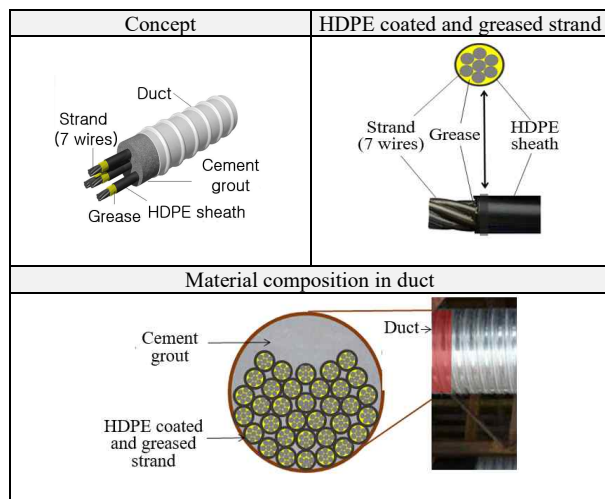 Concept
HDPE coated and greased strand
Duct
Strand
(7 wires)
Cement
grout
Grease
HDPE sheath
Strand
(7 wires)
Grease
HDPE
sheath
Material composition in duct
Cement
grout
Duct
HDPE coated
and greased
strand